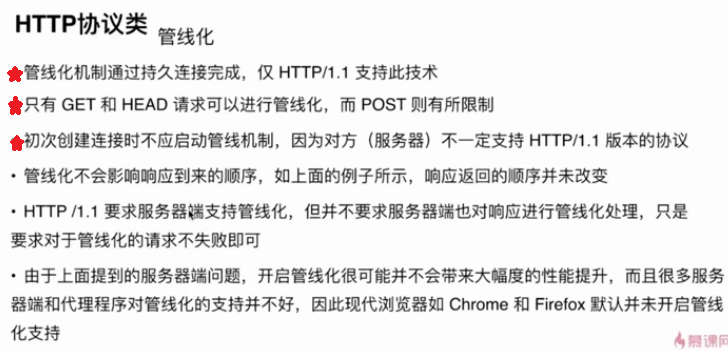 HTTP协议类 管线化
管线化机制通过持久连接完成，仅 HTTP/1.1 支持此技术
只有 GET 和 HEAD 请求可以进行管线化，而 POST 则有所限制
初次创建连接时不应启动管线机制，因为对方（服务器）不一定支持 HTTP/1.1 版本的协议
• 管线化不会影响响应到来的顺序，如上面的例子所示，响应返回的顺序并未改变
• HTTP /1.1 要求服务器端支持管线化，但并不要求服务器端也对响应进行管线化处理，只是
要求对于管线化的请求不失败即可
• 由于上面提到的服务器端问题，开启管线化很可能并不会带来大幅度的性能提升，而且很多服务
器端和代理程序对管线化的支持并不好，因此现代浏览器如 Chrome 和 Firefox 默认并未开启管线
化支持
慕课网